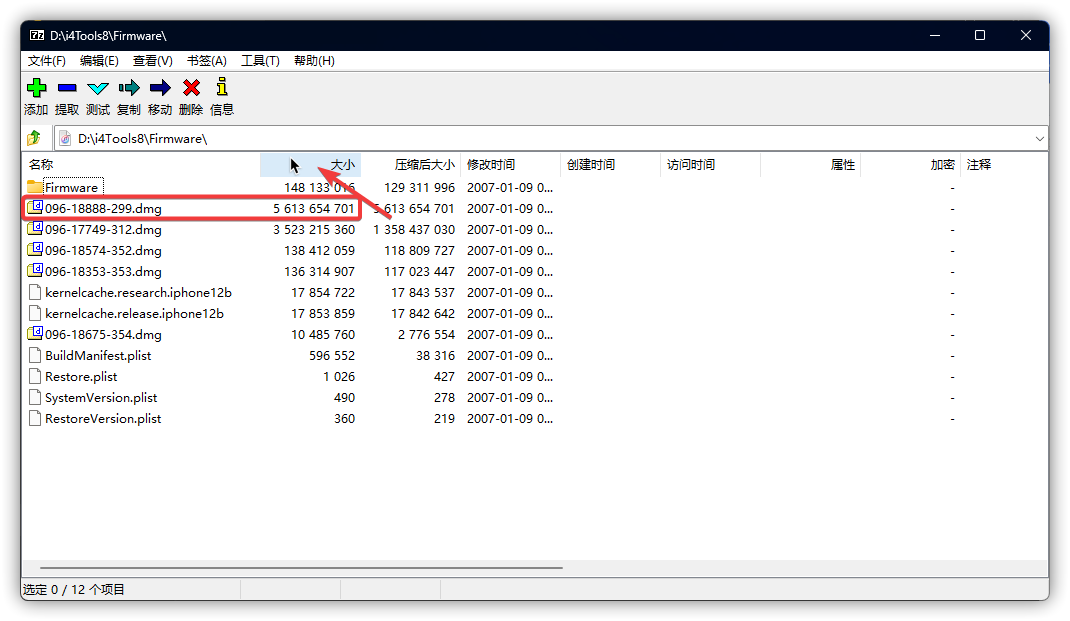 D:\i4Tools8\Firmware\
文件(F) 编辑(E) 查看(V) 书签(A) 工具(T) 帮助(H)
添加 提取 测试 复制 移动 删除 信息
D:\i4Tools8\Firmware\
名称 大小 压缩后大小 修改时间 创建时间 访问时间 属性 加密 注释
Firmware 148 133 016 129 311 996 2007-01-09 0... -
096-18888-299.dmg 5 613 654 701 5 613 654 701 2007-01-09 0... -
096-17749-312.dmg 3 523 215 360 1 358 437 030 2007-01-09 0... -
096-18574-352.dmg 138 412 059 118 809 727 2007-01-09 0... -
096-18353-353.dmg 136 314 907 117 023 447 2007-01-09 0... -
kernelcache.research.iphone12b 17 854 722 17 843 537 2007-01-09 0... -
kernelcache.release.iphone12b 17 853 859 17 842 642 2007-01-09 0... -
096-18675-354.dmg 10 485 760 2 776 554 2007-01-09 0... -
BuildManifest.plist 596 552 38 316 2007-01-09 0... -
Restore.plist 1 026 427 2007-01-09 0... -
SystemVersion.plist 490 278 2007-01-09 0... -
RestoreVersion.plist 360 219 2007-01-09 0... -
选定 0 / 12 个项目